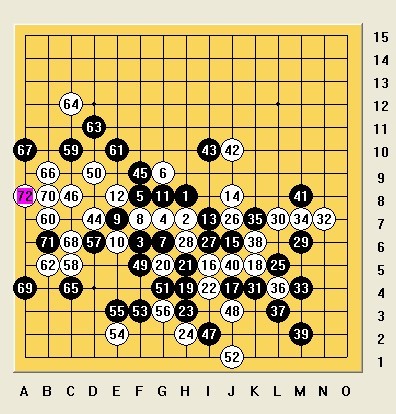 15
14
13
64 12
63 11
67 59 61 43 42 10
66 50 45 6 9
72 70 46 12 5 11 1 14 41 8
60 44 9 8 4 2 13 26 35 30 34 32 7
71 68 57 10 3 7 28 27 15 38 29 6
62 58 49 20 21 16 40 18 25 5
69 65 51 19 22 17 31 36 33 4
55 53 56 23 48 37 3
54 24 47 39 2
52 1
A B C D E F G H I J K L M N O